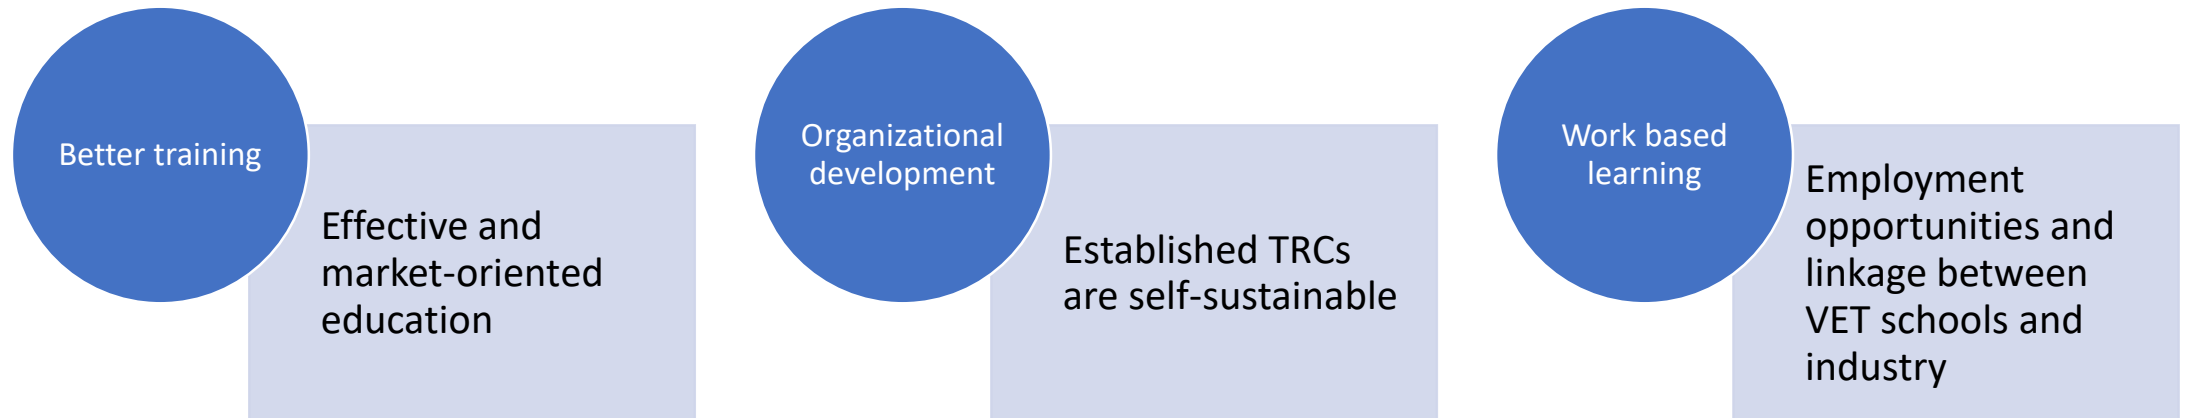 Better training
Effective and
market-oriented
education
Organizational
development
Established TRCs
are self-sustainable
Work based
learning
Employment
opportunities and
linkage between
VET schools and
industry